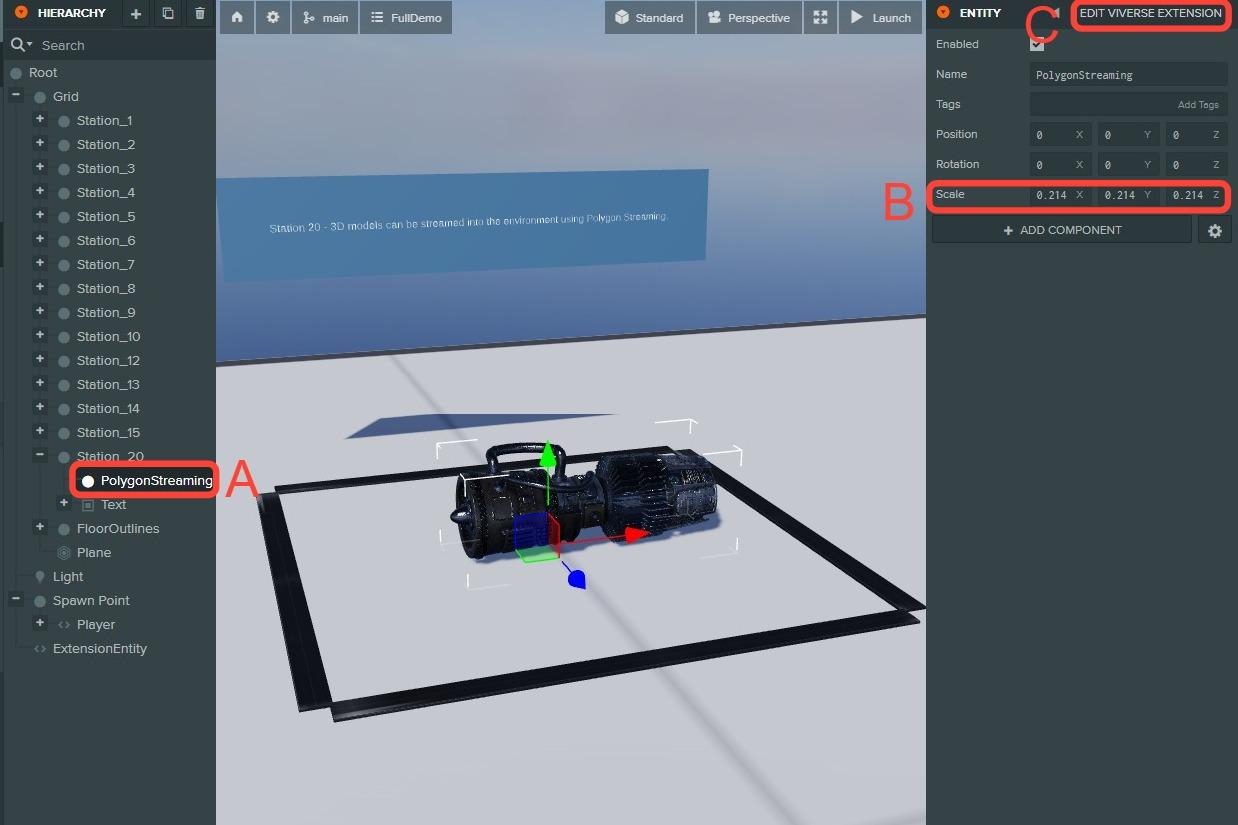 HIERARCHY
Search
Root
Grid
Station_1
Station_2
Station_3
Station_4
Station_5
Station_6
Station_7
Station_8
Station_9
Station_10
Station_12
Station_13
Station_14
Station_15
Station_20
PolygonStreaming
A
Text
FloorOutlines
Plane
Light
Spawn Point
Player
ExtensionEntity
main
FullDemo
Standard
Perspective
Launch
Station 20 - 3D models can be streamed into the environment using Polygon Streaming.
ENTITY
C
EDIT VIVERSE EXTENSION
Enabled
Name PolygonStreaming
Tags Add Tags
Position 0 X 0 Y 0 Z
Rotation 0 X 0 Y 0 Z
B
Scale 0.214 X 0.214 Y 0.214 Z
ADD COMPONENT